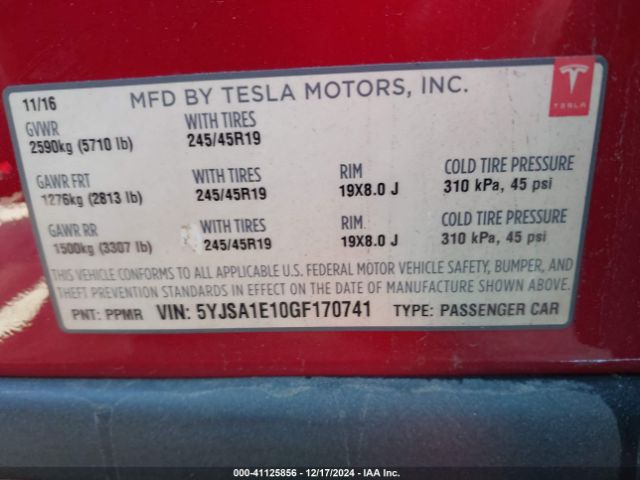 11/16 MFD BY TESLA MOTORS, INC.
TESLA
GVWR WITH TIRES
2590kg (5710 lb) 245/45R19
GAWR FRT WITH TIRES RIM COLD TIRE PRESSURE
1276kg (2813 lb) 245/45R19 19X8.0 J 310 kPa, 45 psi
GAWR RR WITH TIRES RIM COLD TIRE PRESSURE
1500kg (3307 lb) 245/45R19 19X8.0 J 310 kPa, 45 psi
THIS VEHICLE CONFORMS TO ALL APPLICABLE U.S. FEDERAL MOTOR VEHICLE SAFETY, BUMPER, AND
THEFT PREVENTION STANDARDS IN EFFECT ON THE DATE OF MANUFACTURE SHOWN ABOVE.
PNT: PPMR VIN: 5YJSA1E10GF170741 TYPE: PASSENGER CAR
000-41125856 - 12/17/2024 - IAA Inc.